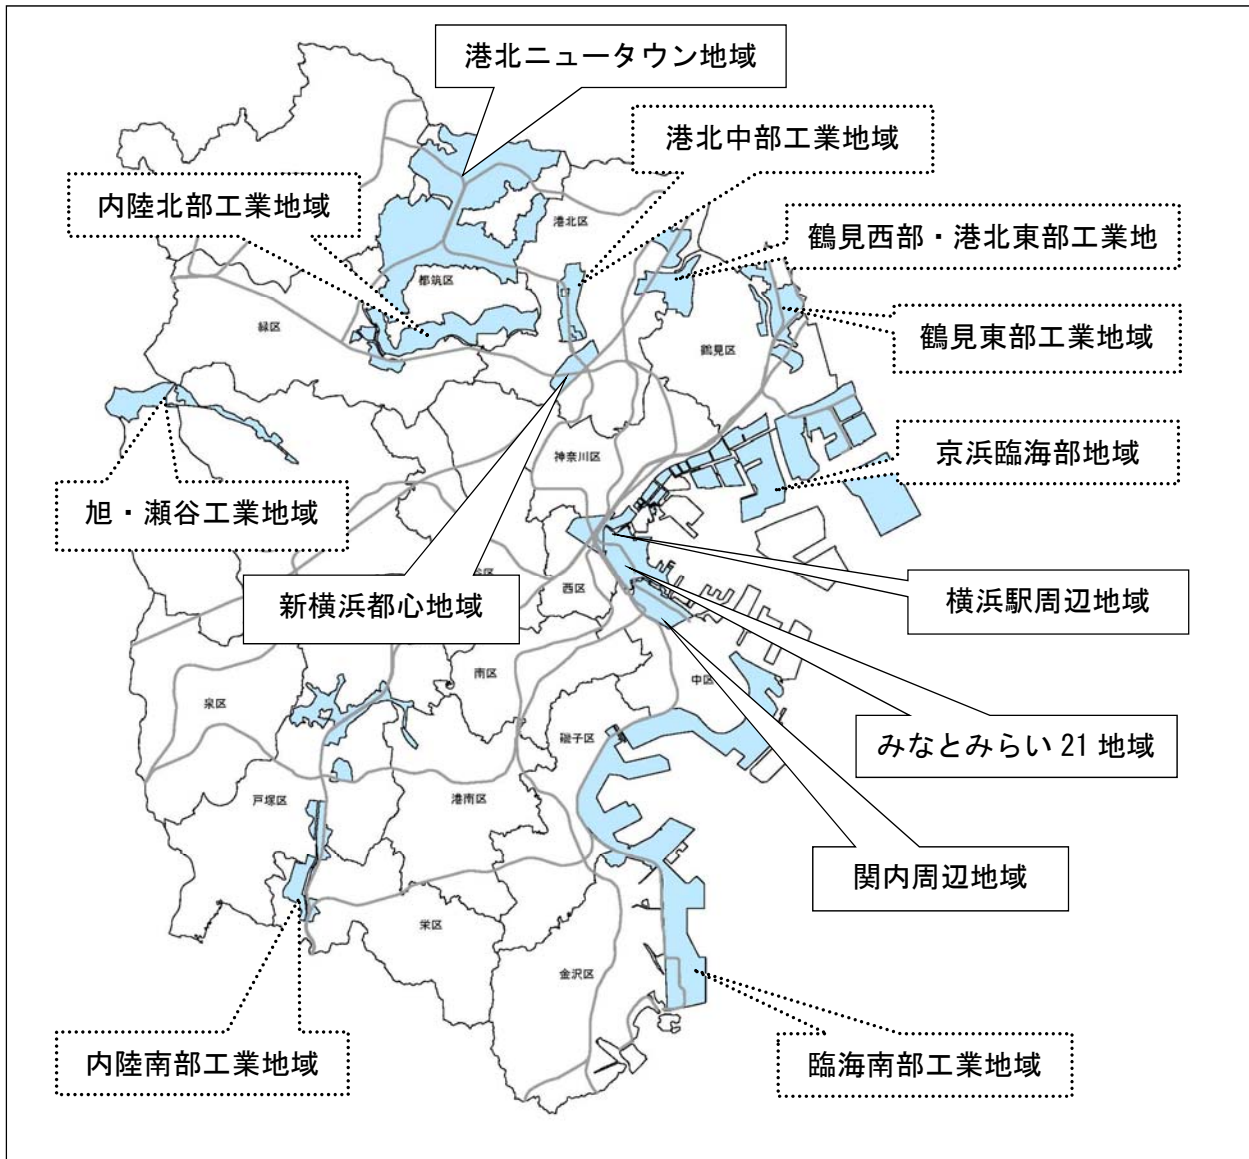 港北ニュータウン地域
港北中部工業地域
内陸北部工業地域
港北区
鶴見西部・港北東部工業地
都筑区
緑区
鶴見東部工業地域
鶴見区
神奈川区
京浜臨海部地域
旭・瀬谷工業地域
新横浜都心地域
西区
横浜駅周辺地域
南区
中区
泉区
磯子区
みなとみらい 21 地域
戸塚区
港南区
関内周辺地域
栄区
金沢区
内陸南部工業地域
臨海南部工業地域